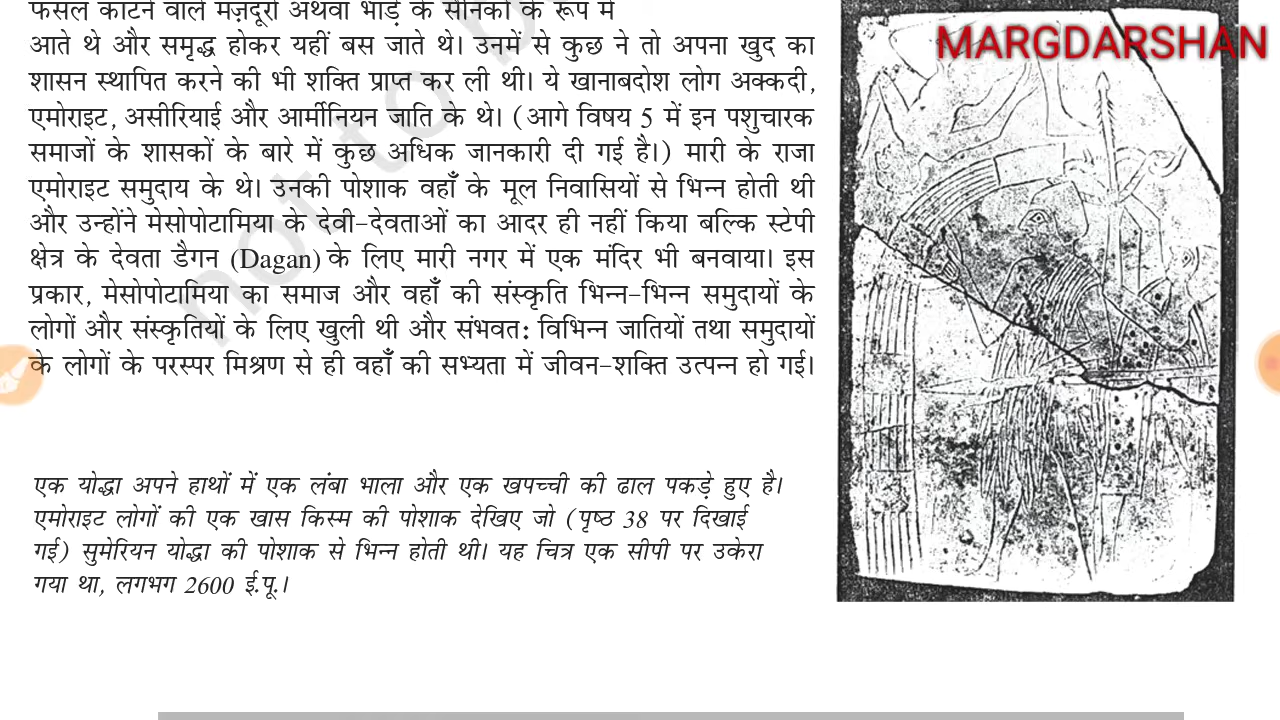 फसल काटने वाले मज़दूरों अथवा भाड़े के सैनिकों के रूप में
आते थे और समृद्ध होकर यहीं बस जाते थे। उनमें से कुछ ने तो अपना खुद का
शासन स्थापित करने की भी शक्ति प्राप्त कर ली थी। ये खानाबदोश लोग अक्कदी,
एमोराइट, असीरियाई और आर्मीनियन जाति के थे। (आगे विषय 5 में इन पशुचारक
समाजों के शासकों के बारे में कुछ अधिक जानकारी दी गई है।) मारी के राजा
एमोराइट समुदाय के थे। उनकी पोशाक वहाँ के मूल निवासियों से भिन्न होती थी
और उन्होंने मेसोपोटामिया के देवी-देवताओं का आदर ही नहीं किया बल्कि स्टेपी
क्षेत्र के देवता डैगन (Dagan) के लिए मारी नगर में एक मंदिर भी बनवाया। इस
प्रकार, मेसोपोटामिया का समाज और वहाँ की संस्कृति भिन्न-भिन्न समुदायों के
लोगों और संस्कृतियों के लिए खुली थी और संभवत: विभिन्न जातियों तथा समुदायों
के लोगों के परस्पर मिश्रण से ही वहाँ की सभ्यता में जीवन-शक्ति उत्पन्न हो गई।
एक योद्धा अपने हाथों में एक लंबा भाला और एक खपच्ची की ढाल पकड़े हुए है।
एमोराइट लोगों की एक खास किस्म की पोशाक देखिए जो (पृष्ठ 38 पर दिखाई
गई) सुमेरियन योद्धा की पोशाक से भिन्न होती थी। यह चित्र एक सीपी पर उकेरा
गया था, लगभग 2600 ई.पू.।
MARGDARSHAN
not to b